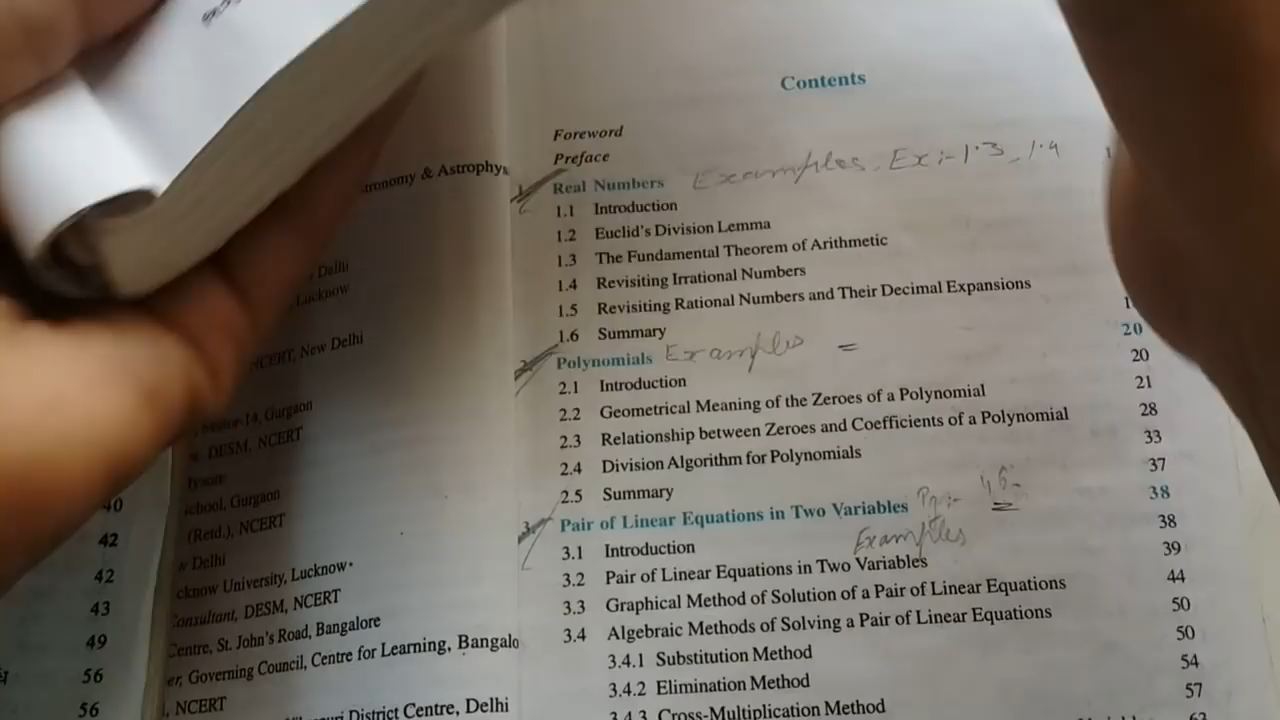 Contents
Foreword
Preface
Real Numbers Examples. Ex:-1.3, 1.4
1.1 Introduction
1.2 Euclid's Division Lemma
1.3 The Fundamental Theorem of Arithmetic
1.4 Revisiting Irrational Numbers
1.5 Revisiting Rational Numbers and Their Decimal Expansions
1.6 Summary
2. Polynomials Examples = 20
2.1 Introduction 20
2.2 Geometrical Meaning of the Zeroes of a Polynomial 21
2.3 Relationship between Zeroes and Coefficients of a Polynomial 28
2.4 Division Algorithm for Polynomials 33
2.5 Summary 37
3. Pair of Linear Equations in Two Variables Pg:- 46 38
Examples
3.1 Introduction 38
3.2 Pair of Linear Equations in Two Variables 39
3.3 Graphical Method of Solution of a Pair of Linear Equations 44
3.4 Algebraic Methods of Solving a Pair of Linear Equations 50
3.4.1 Substitution Method 50
3.4.2 Elimination Method 54
3.4.3 Cross-Multiplication Method 57
tronomy & Astrophys
, Delhi
, Lucknow
NCERT, New Delhi
-14, Gurgaon
DESM, NCERT
school, Gurgaon
(Retd.), NCERT
Delhi
cknow University, Lucknow
Consultant, DESM, NCERT
Centre, St. John's Road, Bangalore
er, Governing Council, Centre for Learning, Bangalo
, NCERT
District Centre, Delhi
40
42
42
43
49
56
56